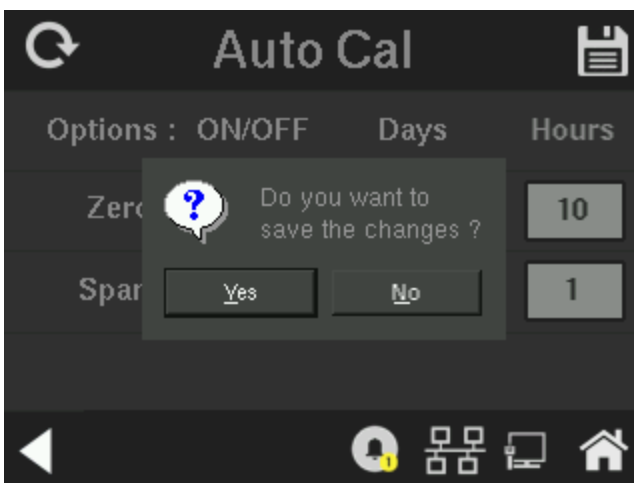 Auto Cal
Options : ON/OFF Days Hours
Zero
Do you want to
save the changes ?
10
Span
Yes No
1
1